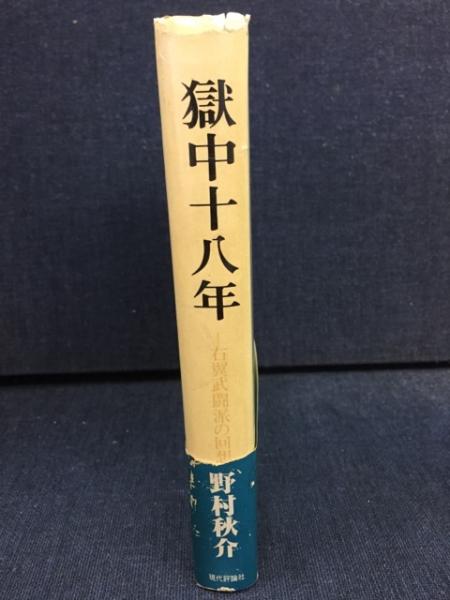 獄中十八年
―右翼武闘派の回想
野村秋介
現代評論社